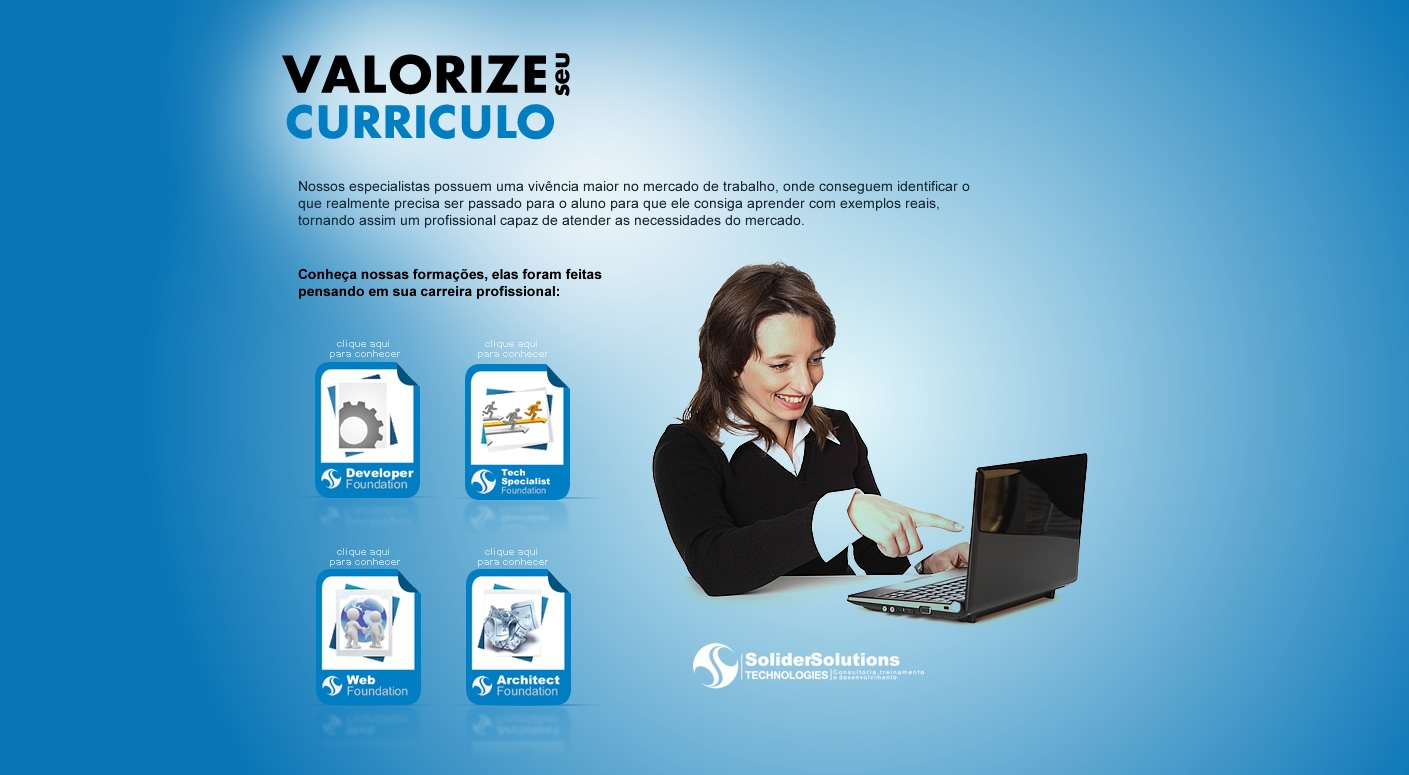 VALORIZE seu
CURRICULO
Nossos especialistas possuem uma vivência maior no mercado de trabalho, onde conseguem identificar o
que realmente precisa ser passado para o aluno para que ele consiga aprender com exemplos reais,
tornando assim um profissional capaz de atender as necessidades do mercado.
Conheça nossas formações, elas foram feitas
pensando em sua carreira profissional:
clique aqui
para conhecer
Developer
Foundation
clique aqui
para conhecer
Tech
Specialist
Foundation
clique aqui
para conhecer
Web
Foundation
clique aqui
para conhecer
Architect
Foundation
SoliderSolutions
TECHNOLOGIES
Consultoria, treinamento
e desenvolvimento